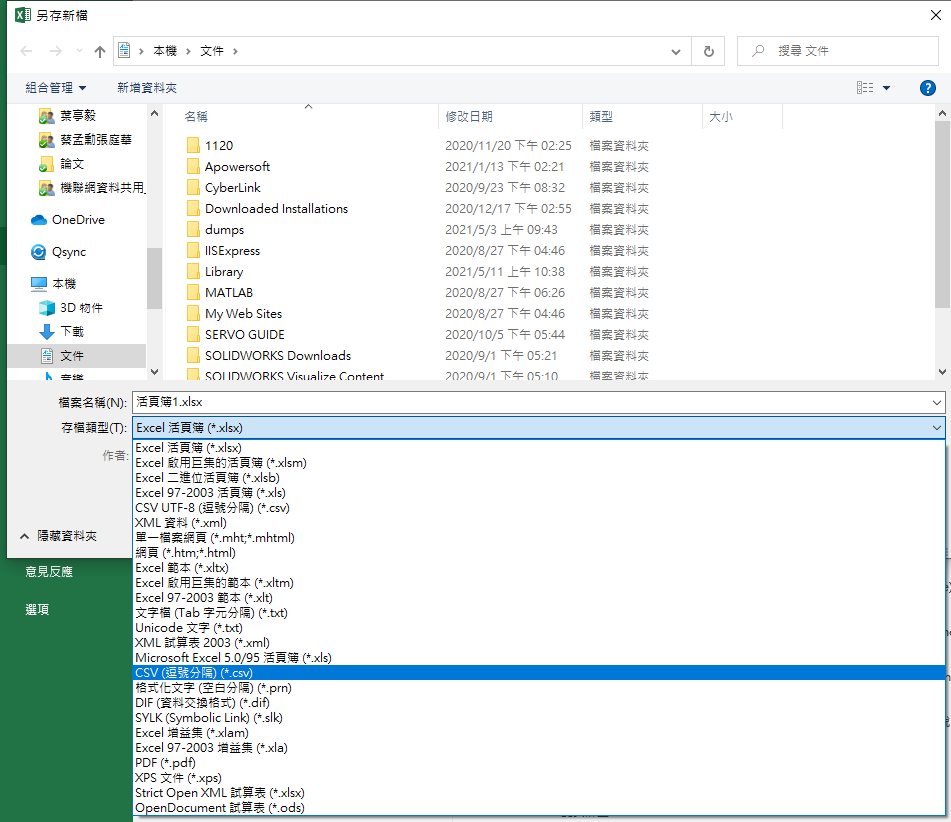 另存新檔
本機 文件
搜尋 文件
組合管理 新增資料夾
葉亭毅
蔡孟勳張庭華
論文
機聯網資料共用_
OneDrive
Qsync
本機
3D 物件
下載
文件
音樂
名稱 修改日期 類型 大小
1120 2020/11/20 下午 02:25 檔案資料夾
Apowersoft 2021/1/13 下午 02:21 檔案資料夾
CyberLink 2020/9/23 下午 08:32 檔案資料夾
Downloaded Installations 2020/12/17 下午 02:55 檔案資料夾
dumps 2021/5/3 上午 09:43 檔案資料夾
IISExpress 2020/8/27 下午 04:46 檔案資料夾
Library 2021/5/11 上午 10:38 檔案資料夾
MATLAB 2020/8/27 下午 06:26 檔案資料夾
My Web Sites 2020/8/27 下午 04:46 檔案資料夾
SERVO GUIDE 2020/10/5 下午 05:44 檔案資料夾
SOLIDWORKS Downloads 2020/9/1 下午 05:21 檔案資料夾
SOLIDWORKS Visualize Content 2020/9/1 下午 05:10 檔案資料夾
檔案名稱(N): 活頁簿1.xlsx
存檔類型(T): Excel 活頁簿 (*.xlsx)
作者:
Excel 活頁簿 (*.xlsx)
Excel 啟用巨集的活頁簿 (*.xlsm)
Excel 二進位活頁簿 (*.xlsb)
Excel 97-2003 活頁簿 (*.xls)
CSV UTF-8 (逗號分隔) (*.csv)
XML 資料 (*.xml)
單一檔案網頁 (*.mht;*.mhtml)
網頁 (*.htm;*.html)
Excel 範本 (*.xltx)
Excel 啟用巨集的範本 (*.xltm)
Excel 97-2003 範本 (*.xlt)
文字檔 (Tab 字元分隔) (*.txt)
Unicode 文字 (*.txt)
XML 試算表 2003 (*.xml)
Microsoft Excel 5.0/95 活頁簿 (*.xls)
CSV (逗號分隔) (*.csv)
格式化文字 (空白分隔) (*.prn)
DIF (資料交換格式) (*.dif)
SYLK (Symbolic Link) (*.slk)
Excel 增益集 (*.xlam)
Excel 97-2003 增益集 (*.xla)
PDF (*.pdf)
XPS 文件 (*.xps)
Strict Open XML 試算表 (*.xlsx)
OpenDocument 試算表 (*.ods)
隱藏資料夾
意見反應
選項